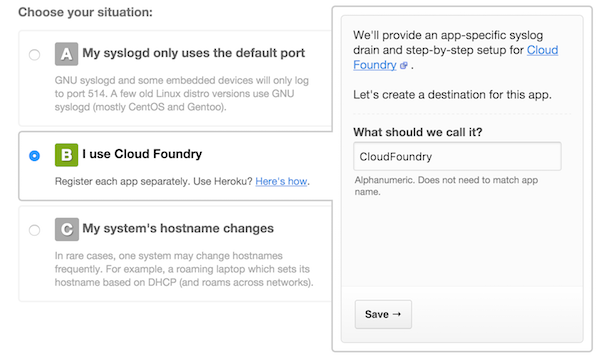 Choose your situation:
A My syslogd only uses the default port
GNU syslogd and some embedded devices will only log
to port 514. A few old Linux distro versions use GNU
syslogd (mostly CentOS and Gentoo).
B I use Cloud Foundry
Register each app separately. Use Heroku? Here's how.
C My system's hostname changes
In rare cases, one system may change hostnames
frequently. For example, a roaming laptop which sets its
hostname based on DHCP (and roams across networks).
We'll provide an app-specific syslog
drain and step-by-step setup for Cloud
Foundry .
Let's create a destination for this app.
What should we call it?
CloudFoundry
Alphanumeric. Does not need to match app
name.
Save →